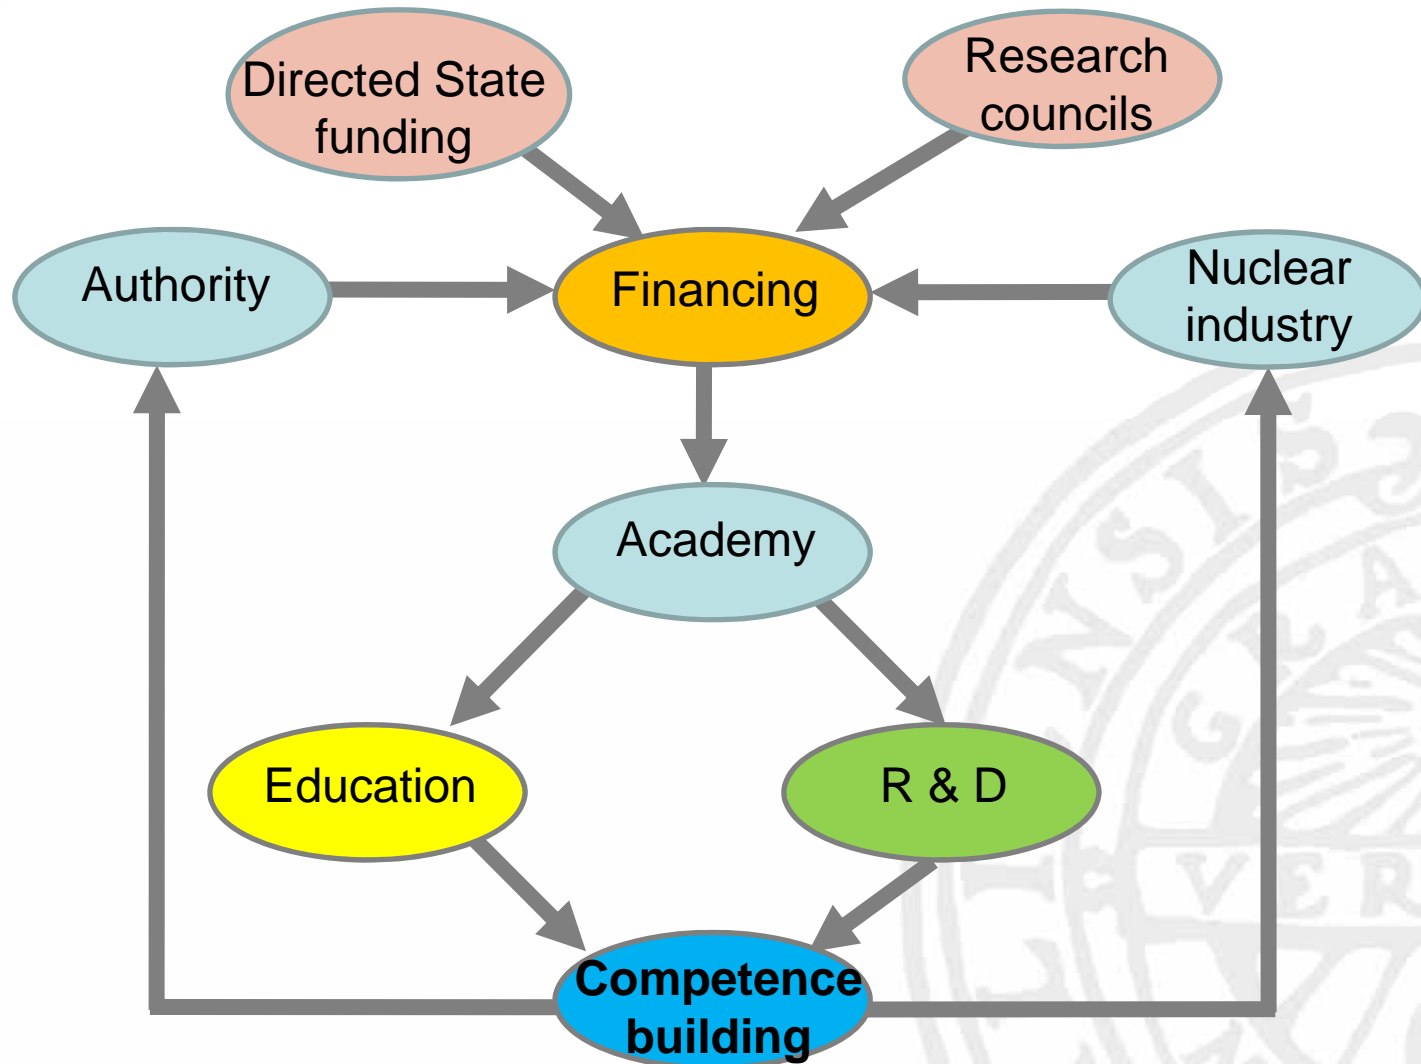 Directed State
funding
Research
councils
Authority
Financing
Nuclear
industry
Academy
Education
R & D
Competence
building